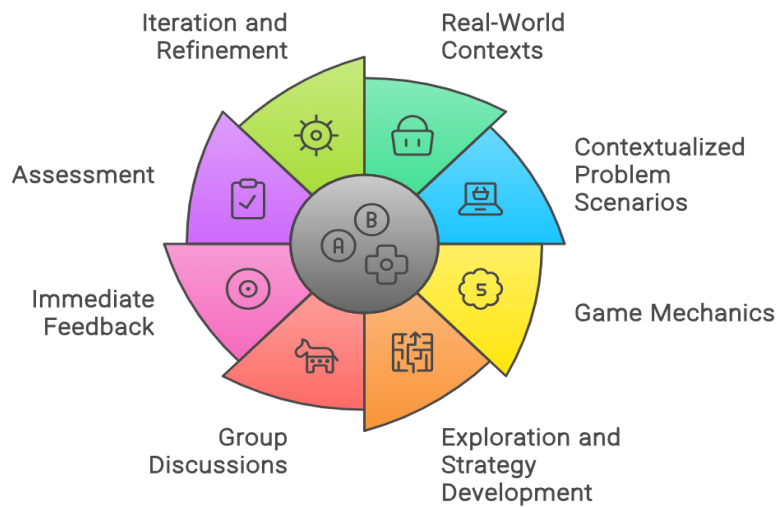 Iteration and
Refinement
Real-World
Contexts
Contextualized
Problem
Scenarios
Game Mechanics
Exploration and
Strategy
Development
Group
Discussions
Immediate
Feedback
Assessment
A
B
5